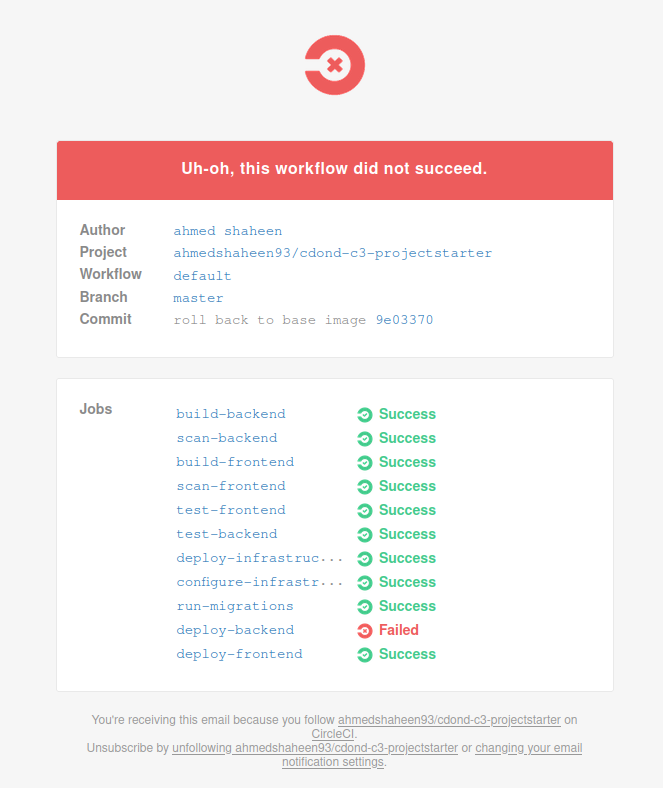 Uh-oh, this workflow did not succeed.
Author ahmed shaheen
Project ahmedshaheen93/cdond-c3-projectstarter
Workflow default
Branch master
Commit roll back to base image 9e03370
Jobs
build-backend Success
scan-backend Success
build-frontend Success
scan-frontend Success
test-frontend Success
test-backend Success
deploy-infrastruc... Success
configure-infrastr... Success
run-migrations Success
deploy-backend Failed
deploy-frontend Success
You're receiving this email because you follow ahmedshaheen93/cdond-c3-projectstarter on
CircleCI.
Unsubscribe by unfollowing ahmedshaheen93/cdond-c3-projectstarter or changing your email
notification settings.